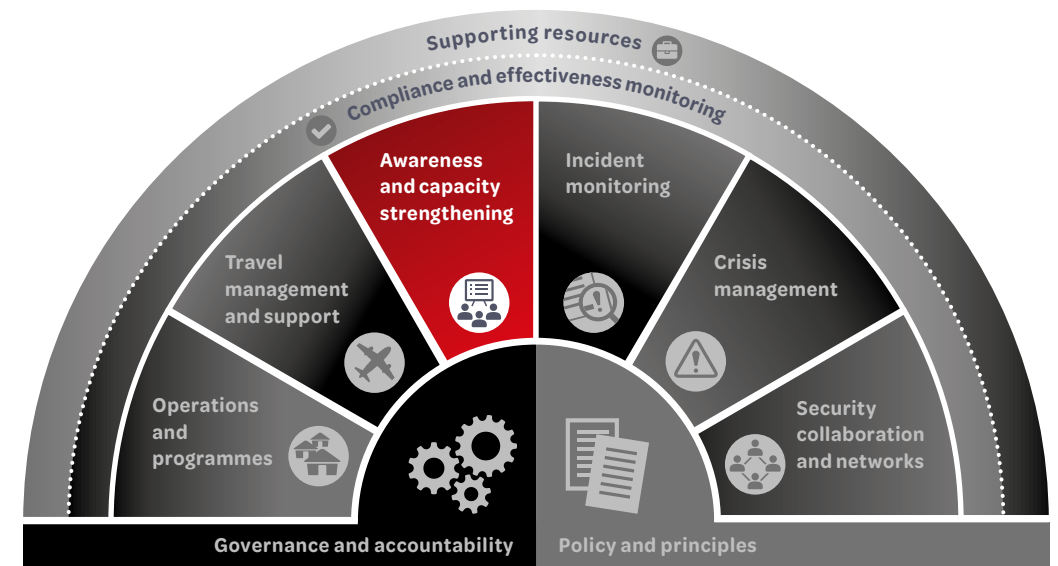 Supporting resources
Compliance and effectiveness monitoring
Awareness
and capacity
strengthening
Incident
monitoring
Travel
management
and support
Crisis
management
Operations
and
programmes
Security
collaboration
and networks
Governance and accountability
Policy and principles